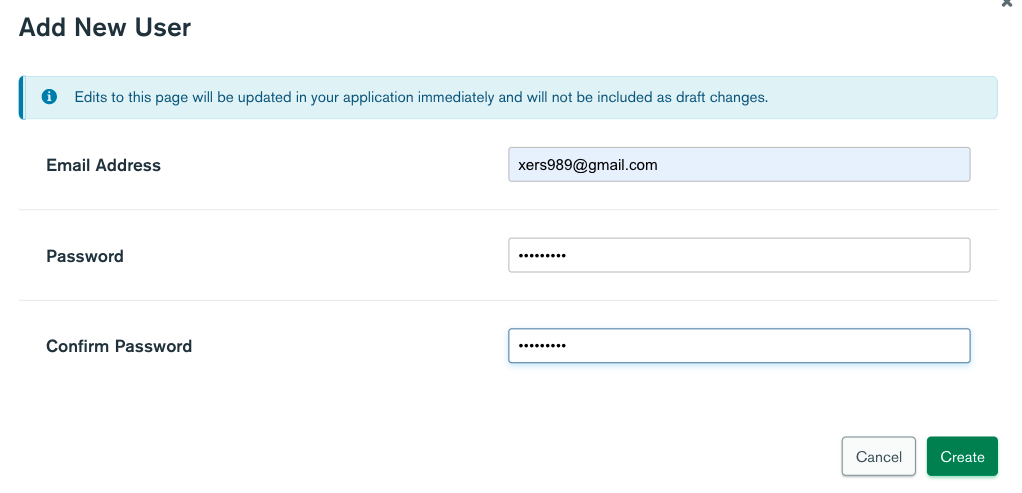 Add New User
Edits to this page will be updated in your application immediately and will not be included as draft changes.
Email Address
xers989@gmail.com
Password
•••••••••
Confirm Password
•••••••••
Cancel
Create